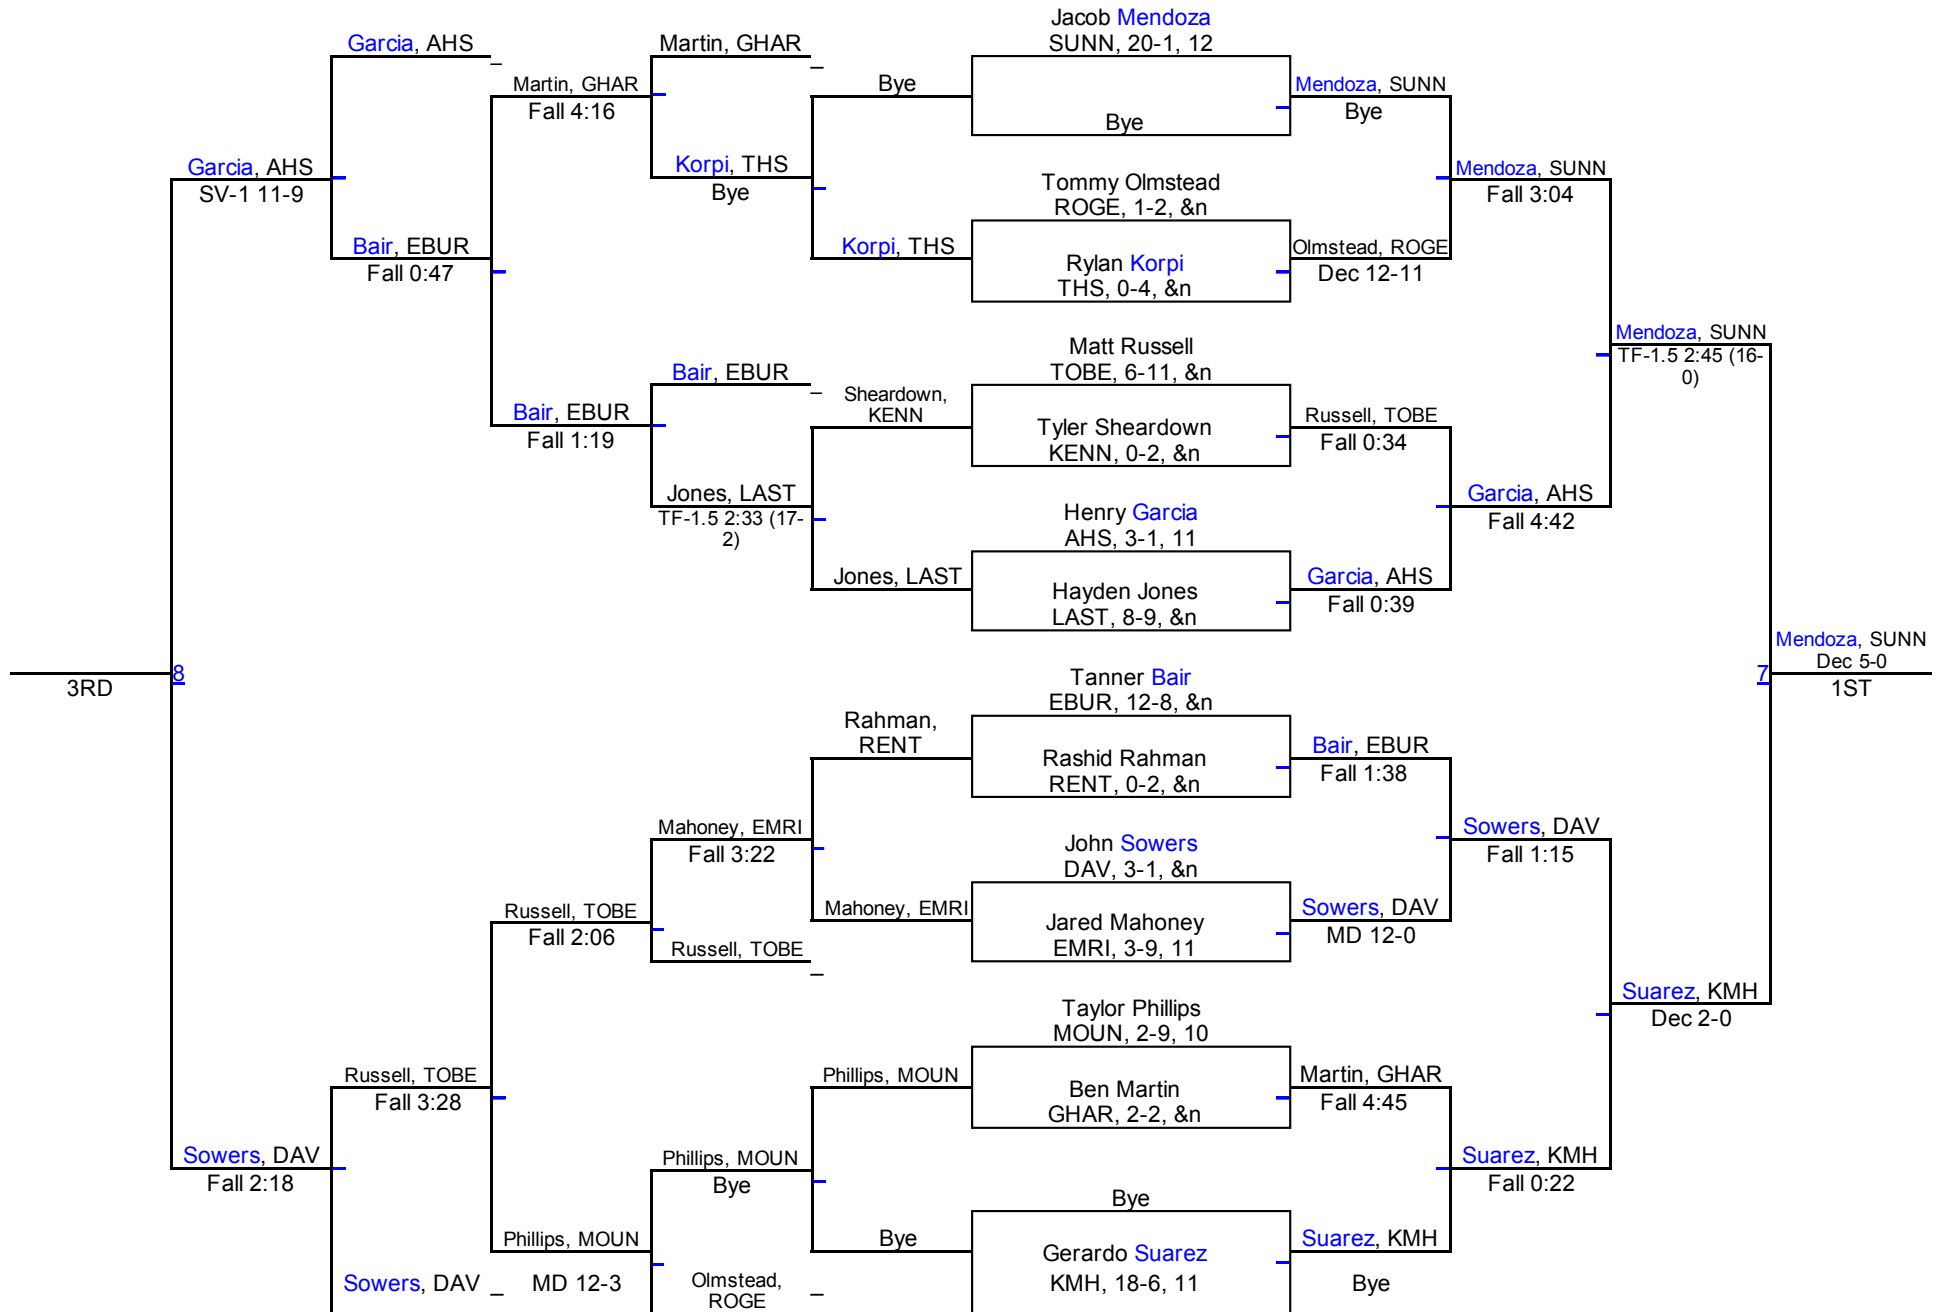 Jacob Mendoza
SUNN, 20-1, 12
Garcia, AHS
_
Martin, GHAR
_
Martin, GHAR
Fall 4:16
Bye
Bye
Mendoza, SUNN
Bye
Garcia, AHS
SV-1 11-9
Korpi, THS
Bye
Tommy Olmstead
ROGE, 1-2, &n
Mendoza, SUNN
Fall 3:04
Bair, EBUR
Fall 0:47
Korpi, THS
Rylan Korpi
THS, 0-4, &n
Olmstead, ROGE
Dec 12-11
Matt Russell
TOBE, 6-11, &n
Mendoza, SUNN
TF-1.5 2:45 (16-
0)
Bair, EBUR
_
Bair, EBUR
Fall 1:19
Sheardown,
KENN
Tyler Sheardown
KENN, 0-2, &n
Russell, TOBE
Fall 0:34
Jones, LAST
TF-1.5 2:33 (17-
2)
Henry Garcia
AHS, 3-1, 11
Garcia, AHS
Fall 4:42
Jones, LAST
Hayden Jones
LAST, 8-9, &n
Garcia, AHS
Fall 0:39
3RD
8
Tanner Bair
EBUR, 12-8, &n
7
Mendoza, SUNN
Dec 5-0
1ST
Rahman,
RENT
Rashid Rahman
RENT, 0-2, &n
Bair, EBUR
Fall 1:38
Mahoney, EMRI
Fall 3:22
John Sowers
DAV, 3-1, &n
Sowers, DAV
Fall 1:15
Russell, TOBE
Fall 2:06
Mahoney, EMRI
Jared Mahoney
EMRI, 3-9, 11
Sowers, DAV
MD 12-0
Russell, TOBE
_
Taylor Phillips
MOUN, 2-9, 10
Suarez, KMH
Dec 2-0
Russell, TOBE
Fall 3:28
Phillips, MOUN
Ben Martin
GHAR, 2-2, &n
Martin, GHAR
Fall 4:45
Sowers, DAV
Fall 2:18
Phillips, MOUN
Bye
Bye
Suarez, KMH
Fall 0:22
Phillips, MOUN
MD 12-3
Bye
Gerardo Suarez
KMH, 18-6, 11
Suarez, KMH
Bye
Sowers, DAV
_
Olmstead,
ROGE
_